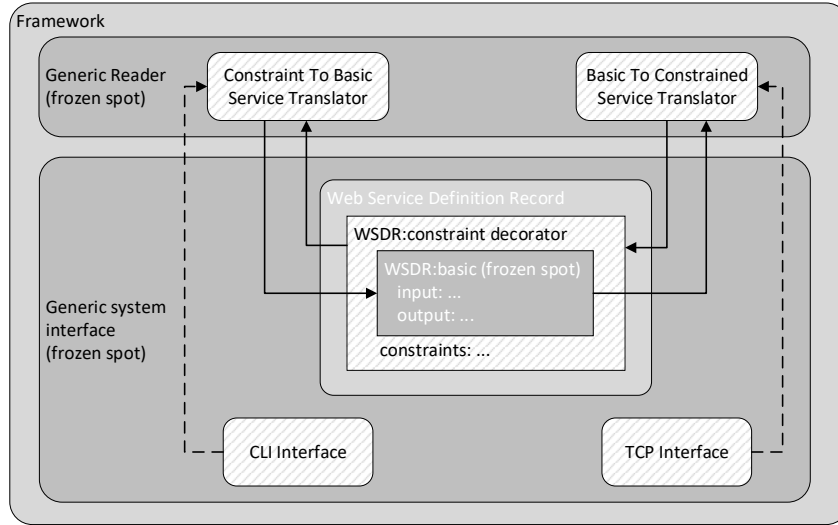 Framework
Generic Reader
(frozen spot)
Constraint To Basic
Service Translator
Basic To Constrained
Service Translator
Web Service Definition Record
WSDR:constraint decorator
WSDR:basic (frozen spot)
input: ...
output: ...
constraints: ...
Generic system
interface
(frozen spot)
CLI Interface
TCP Interface